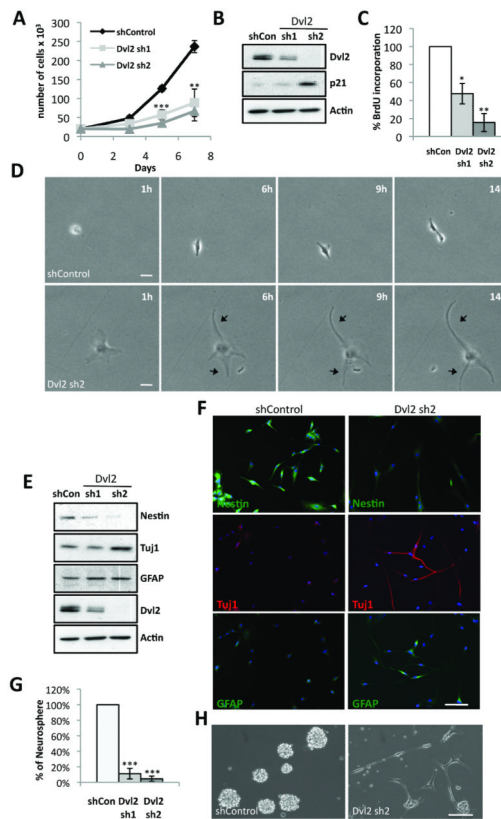 A
number of cells x 10³
300
250
200
150
100
50
0
0 2 4 6 8
Days
shControl
Dvl2 sh1
Dvl2 sh2
***
**
B
Dvl2
shCon sh1 sh2
Dvl2
p21
Actin
C
% BrdU incorporation
120
100
80
60
40
20
0
*
**
shCon Dvl2 sh1 Dvl2 sh2
D
1h 6h 9h 14
shControl
1h 6h 9h 14
Dvl2 sh2
E
Dvl2
shCon sh1 sh2
Nestin
Tuj1
GFAP
Dvl2
Actin
F
shControl Dvl2 sh2
Nestin Nestin
Tuj1 Tuj1
GFAP GFAP
G
% of Neurosphere
120%
100%
80%
60%
40%
20%
0%
*** ***
shCon Dvl2 sh1 Dvl2 sh2
H
shControl Dvl2 sh2